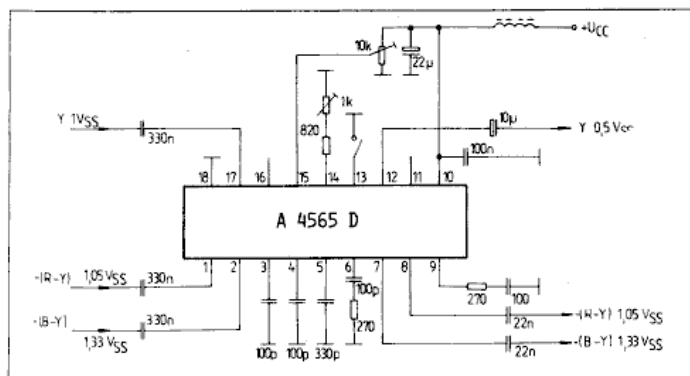 +UCC
10k
22µ
1k
820
Y 1VSS
330n
10µ
Y 0,5 VSS
100n
18 17 16 15 14 13 12 11 10
A 4565 D
1 2 3 4 5 6 7 8 9
-(R-Y) 1,05 VSS
330n
-(B-Y) 1,33 VSS
330n
100p
270
100p 100p 330p
270 100
22n
-(R-Y) 1,05 VSS
22n
-(B-Y) 1,33 VSS